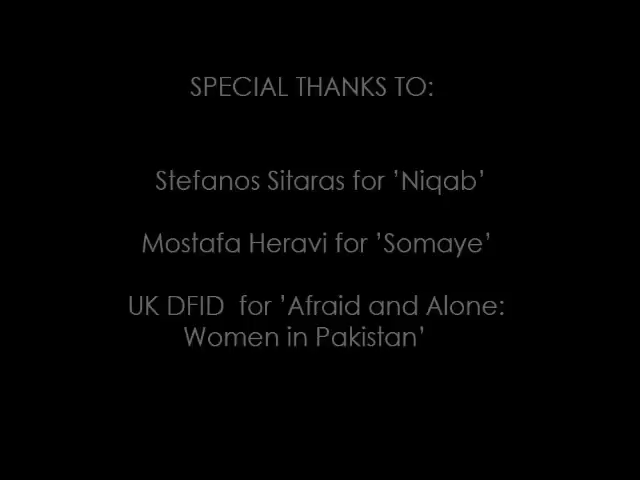 SPECIAL THANKS TO:
Stefanos Sitaras for ’Niqab’
Mostafa Heravi for ’Somaye’
UK DFID  for ’Afraid and Alone:
Women in Pakistan’